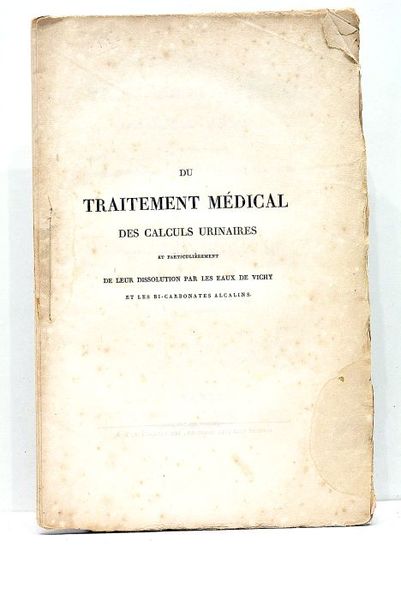 DU
TRAITEMENT MÉDICAL
DES CALCULS URINAIRES
ET PARTICULIÈREMENT
DE LEUR DISSOLUTION PAR LES EAUX DE VICHY
ET LES BI-CARBONATES ALCALINS.